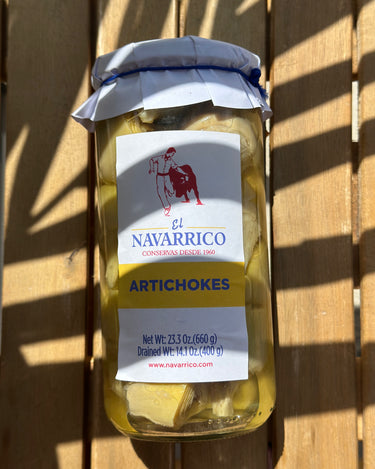 El
NAVARRICO
CONSERVAS DESDE 1960
ARTICHOKES
Net Wt: 23.3 Oz.(660 g)
Drained Wt: 14.1 Oz.(400 g)
www.navarrico.com